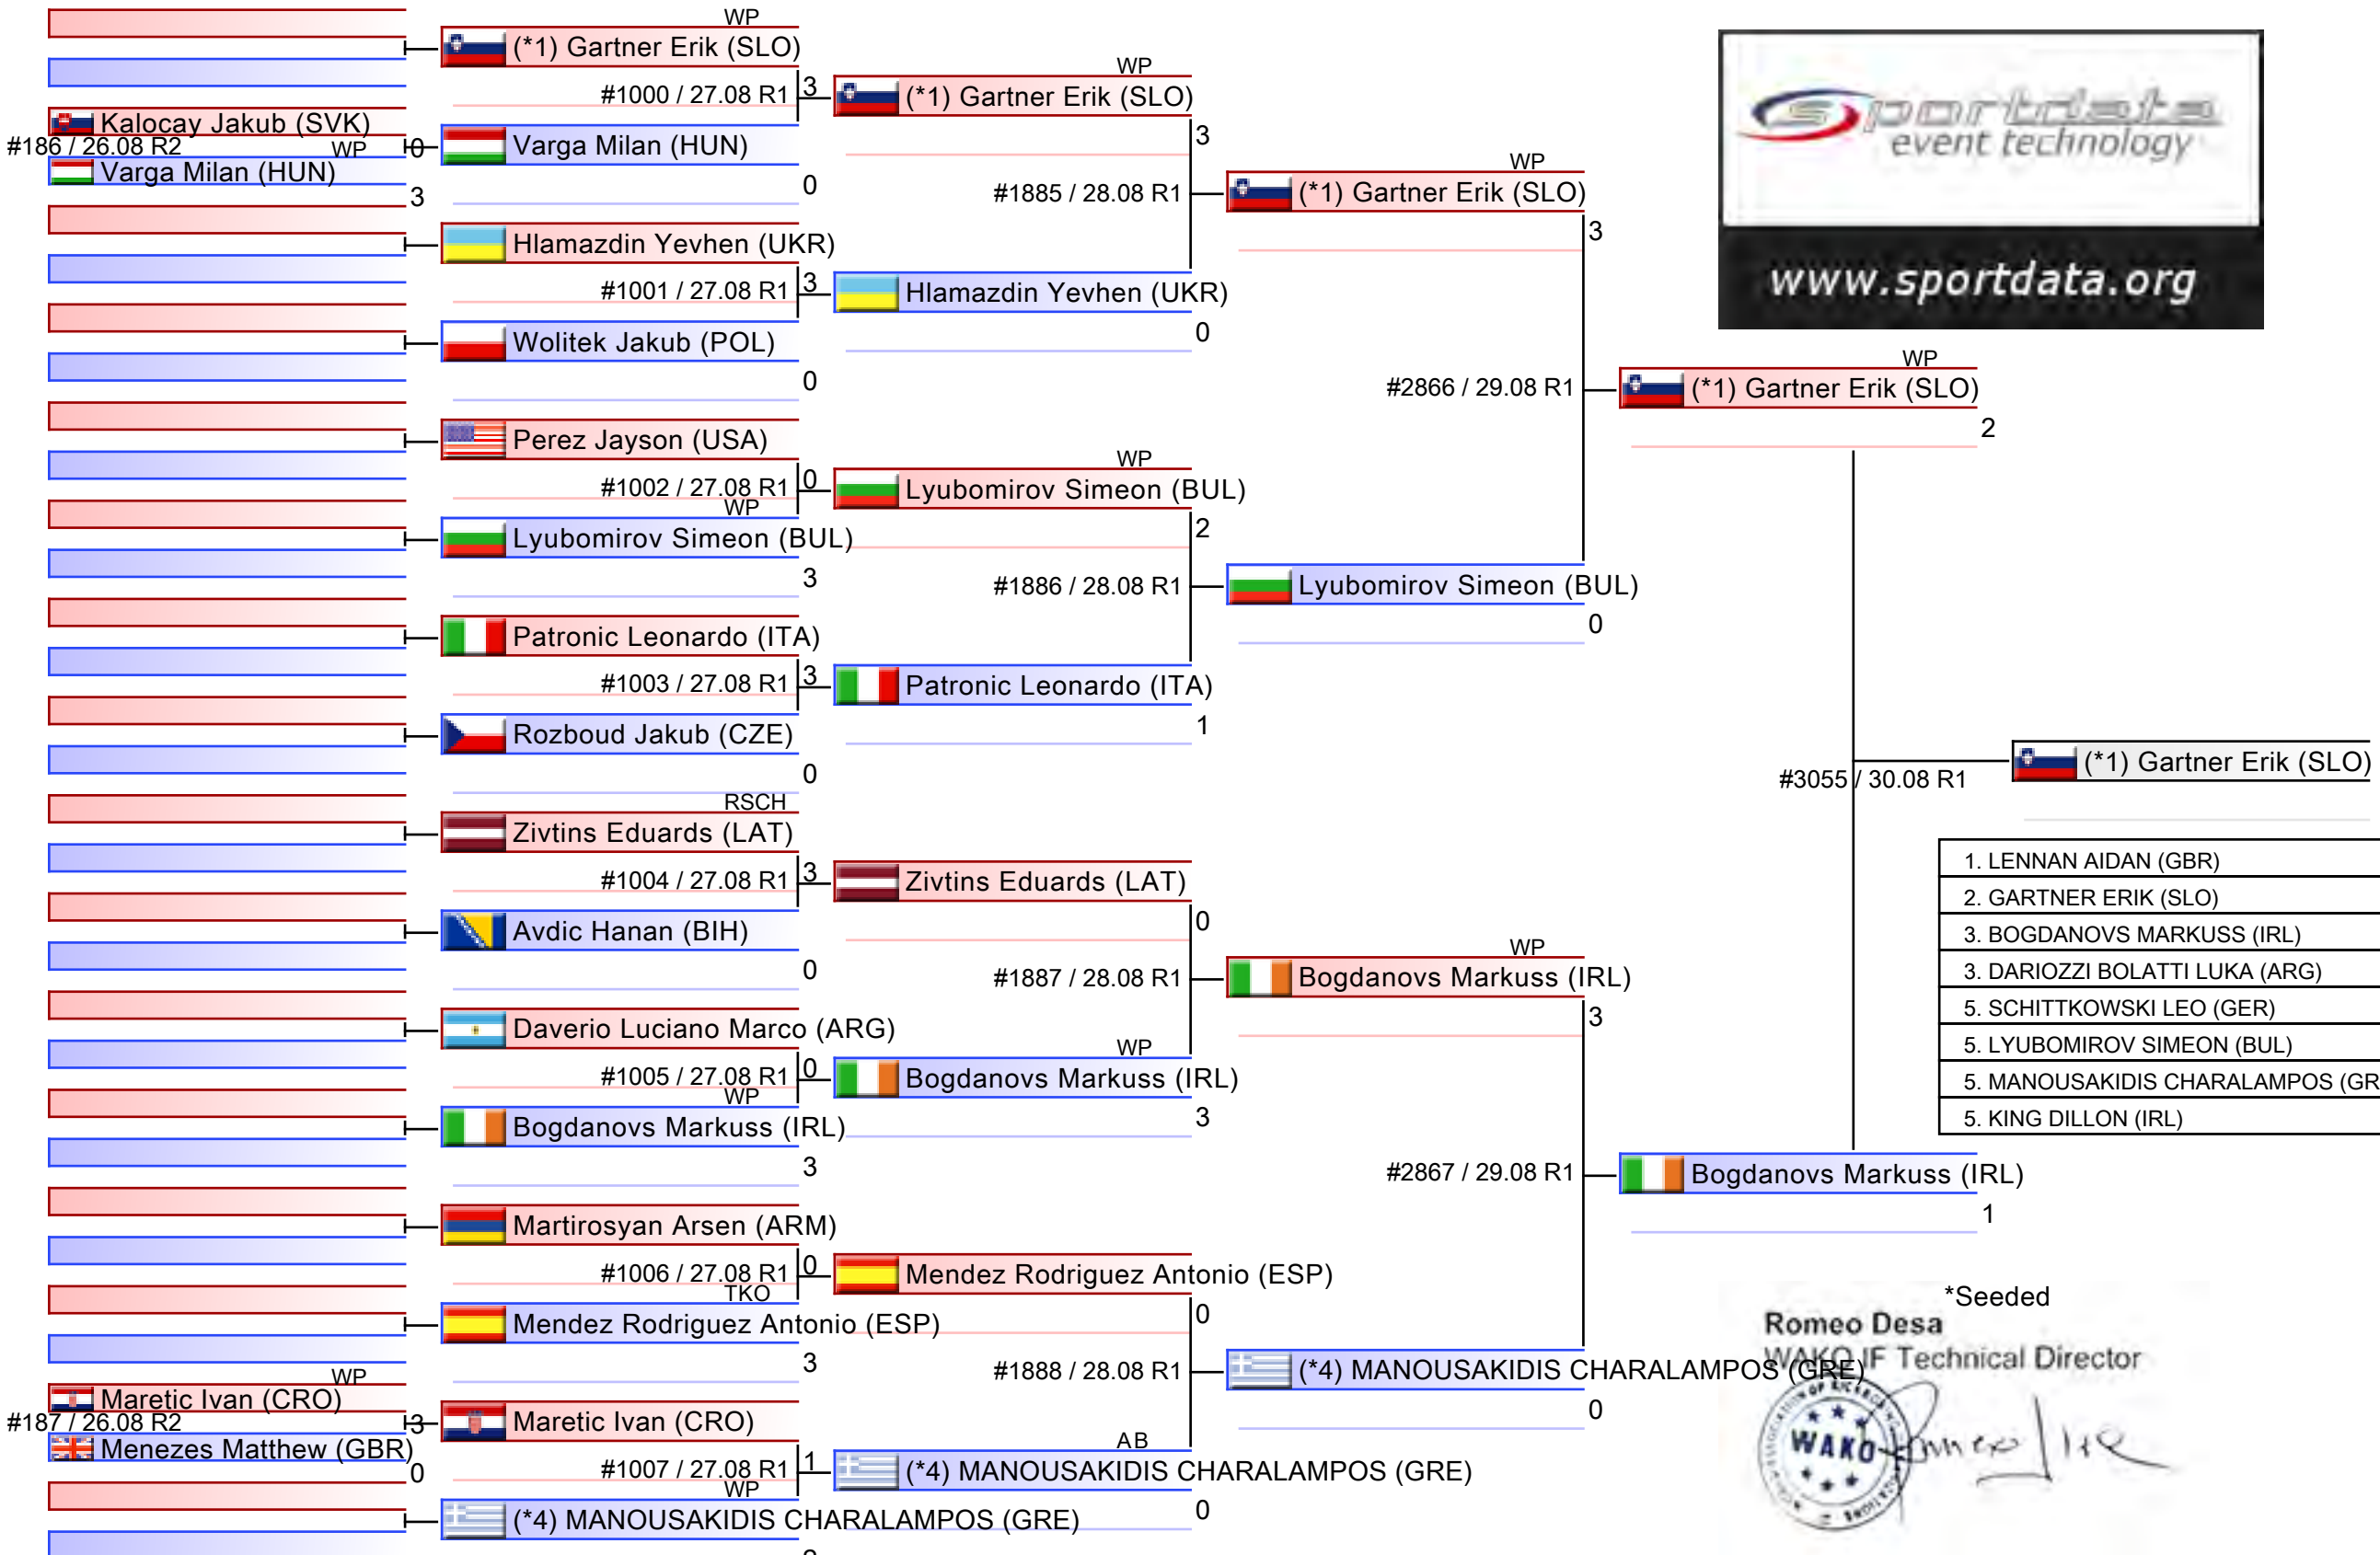 WP
(*1) Gartner Erik (SLO)
#1000 / 27.08 R1
3
Kalocay Jakub (SVK)
#186 / 26.08 R2
WP
0
Varga Milan (HUN)
3
Varga Milan (HUN)
0
Hlamazdin Yevhen (UKR)
#1001 / 27.08 R1
3
Wolitek Jakub (POL)
0
Perez Jayson (USA)
#1002 / 27.08 R1
0
WP
Lyubomirov Simeon (BUL)
3
Patronic Leonardo (ITA)
#1003 / 27.08 R1
3
Rozboud Jakub (CZE)
0
RSCH
Zivtins Eduards (LAT)
#1004 / 27.08 R1
3
Avdic Hanan (BIH)
0
Daverio Luciano Marco (ARG)
#1005 / 27.08 R1
0
WP
Bogdanovs Markuss (IRL)
3
Martirosyan Arsen (ARM)
#1006 / 27.08 R1
0
TKO
Mendez Rodriguez Antonio (ESP)
3
WP
Maretic Ivan (CRO)
#187 / 26.08 R2
3
Menezes Matthew (GBR)
0
Maretic Ivan (CRO)
#1007 / 27.08 R1
1
WP
(*4) MANOUSAKIDIS CHARALAMPOS (GRE)
WP
(*1) Gartner Erik (SLO)
3
#1885 / 28.08 R1
Hlamazdin Yevhen (UKR)
0
WP
Lyubomirov Simeon (BUL)
2
#1886 / 28.08 R1
Patronic Leonardo (ITA)
1
Zivtins Eduards (LAT)
0
#1887 / 28.08 R1
WP
Bogdanovs Markuss (IRL)
3
Mendez Rodriguez Antonio (ESP)
0
#1888 / 28.08 R1
AB
(*4) MANOUSAKIDIS CHARALAMPOS (GRE)
0
WP
(*1) Gartner Erik (SLO)
3
#2866 / 29.08 R1
Lyubomirov Simeon (BUL)
0
WP
Bogdanovs Markuss (IRL)
3
#2867 / 29.08 R1
(*4) MANOUSAKIDIS CHARALAMPOS (GRE)
0
WP
(*1) Gartner Erik (SLO)
2
#3055 / 30.08 R1
Bogdanovs Markuss (IRL)
1
(*1) Gartner Erik (SLO)
sportdata
event technology
www.sportdata.org
1. LENNAN AIDAN (GBR)
2. GARTNER ERIK (SLO)
3. BOGDANOVS MARKUSS (IRL)
3. DARIOZZI BOLATTI LUKA (ARG)
5. SCHITTKOWSKI LEO (GER)
5. LYUBOMIROV SIMEON (BUL)
5. MANOUSAKIDIS CHARALAMPOS (GR
5. KING DILLON (IRL)
*Seeded
Romeo Desa
WAKO IF Technical Director
WAKO